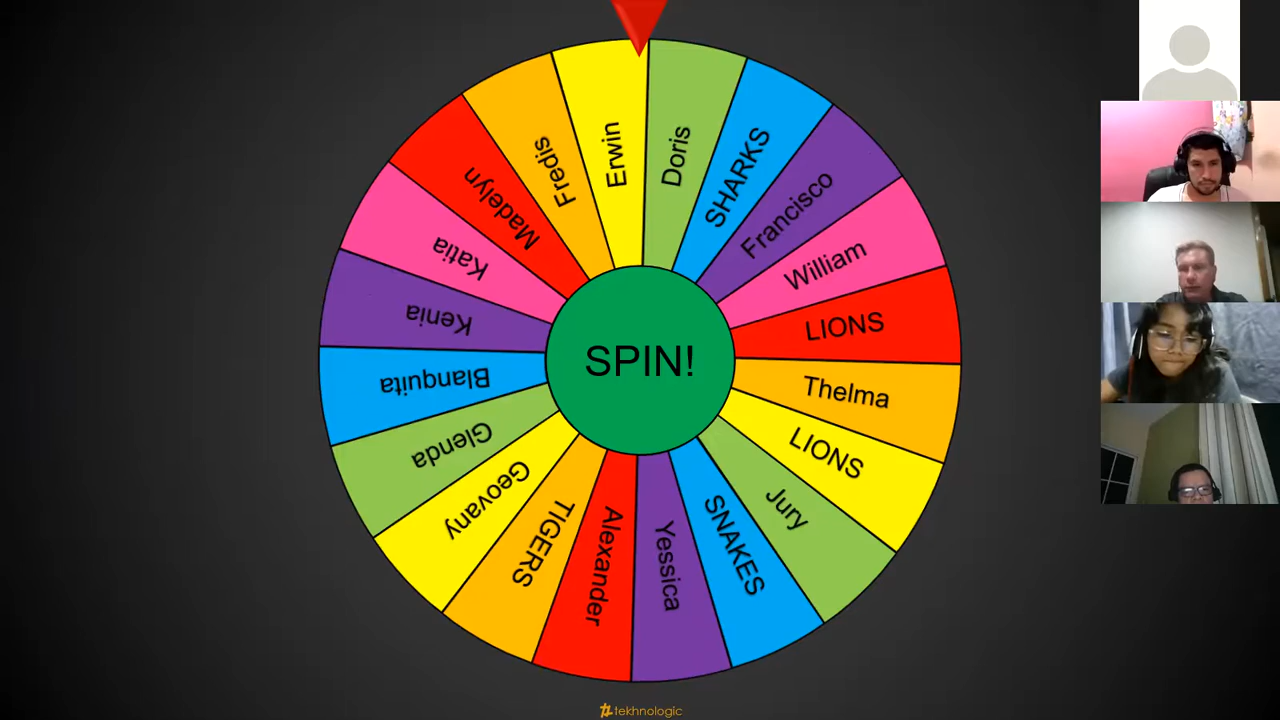 Erwin
Doris
SHARKS
Francisco
William
LIONS
Thelma
LIONS
Jury
SNAKES
Yessica
Alexander
TIGERS
Geovany
Glenda
Blanquita
Kenia
Katia
Madelyn
Fredis
SPIN!
tekhnologic